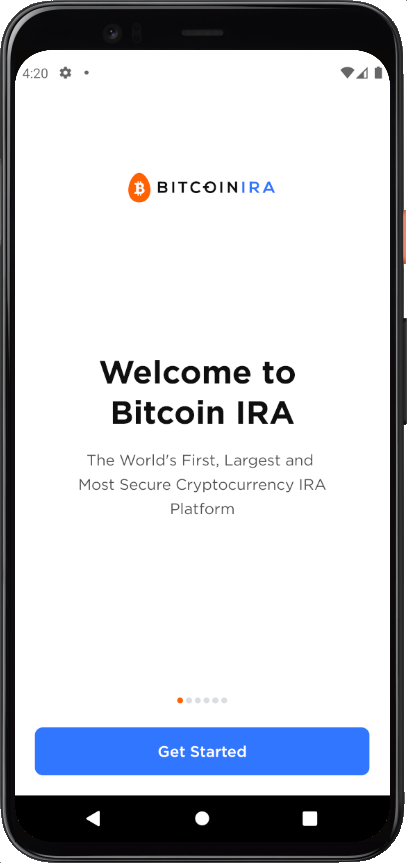 4:20
BITCOINIRA
Welcome to
Bitcoin IRA
The World's First, Largest and
Most Secure Cryptocurrency IRA
Platform
Get Started